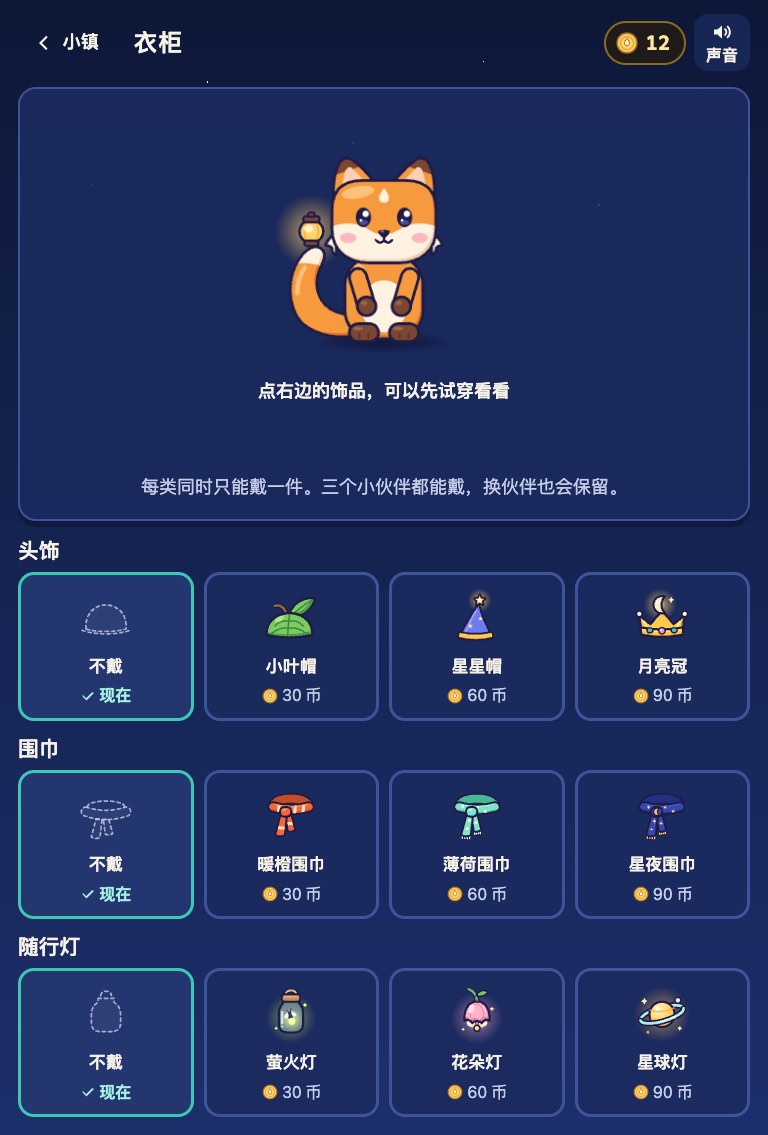 小镇 衣柜 12 声音
点右边的饰品，可以先试穿看看
每类同时只能戴一件。三个小伙伴都能戴，换伙伴也会保留。
头饰
不戴 小叶帽 星星帽 月亮冠
现在 30 币 60 币 90 币
围巾
不戴 暖橙围巾 薄荷围巾 星夜围巾
现在 30 币 60 币 90 币
随行灯
不戴 萤火灯 花朵灯 星球灯
现在 30 币 60 币 90 币